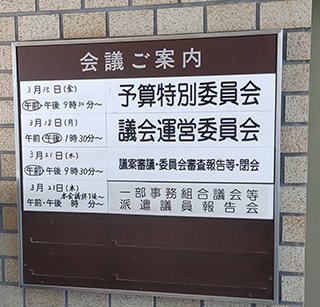 会議ご案内
3月15日(金)
午前・午後 9時30分～
予算特別委員会
3月18日(月)
午前・午後 1時30分～
議会運営委員会
3月21日(木)
午前・午後 9時30分～
議案審議・委員会審査報告等・閉会
3月21日(木)
本会議終了後～
午前・午後 時 分～
一部事務組合議会等
派遣議員報告会